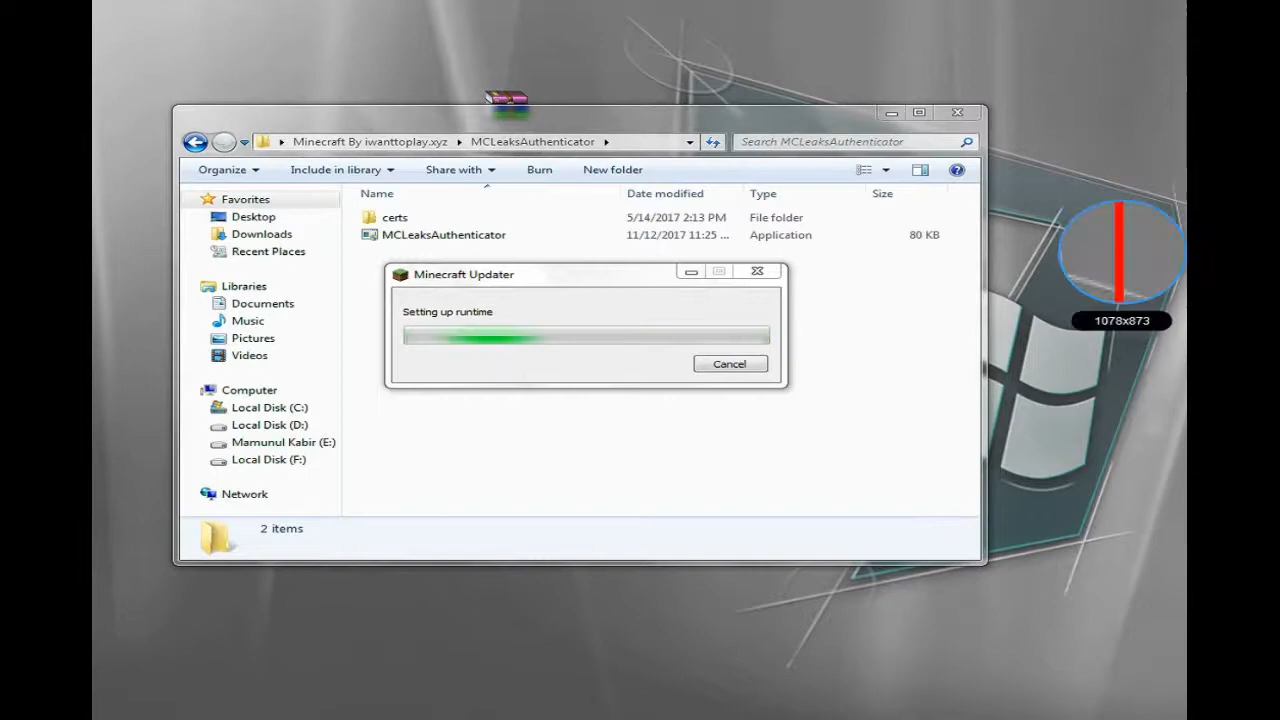 Minecraft By iwanttoplay.xyz MCLeaksAuthenticator Search MCLeaksAuthenticator
Organize Include in library Share with Burn New folder
Name Date modified Type Size
Favorites
Desktop
Downloads
Recent Places
Libraries
Documents
Music
Pictures
Videos
Computer
Local Disk (C:)
Local Disk (D:)
Mamunul Kabir (E:)
Local Disk (F:)
Network
certs 5/14/2017 2:13 PM File folder
MCLeaksAuthenticator 11/12/2017 11:25 ... Application 80 KB
Minecraft Updater
Setting up runtime
Cancel
1078x873
2 items